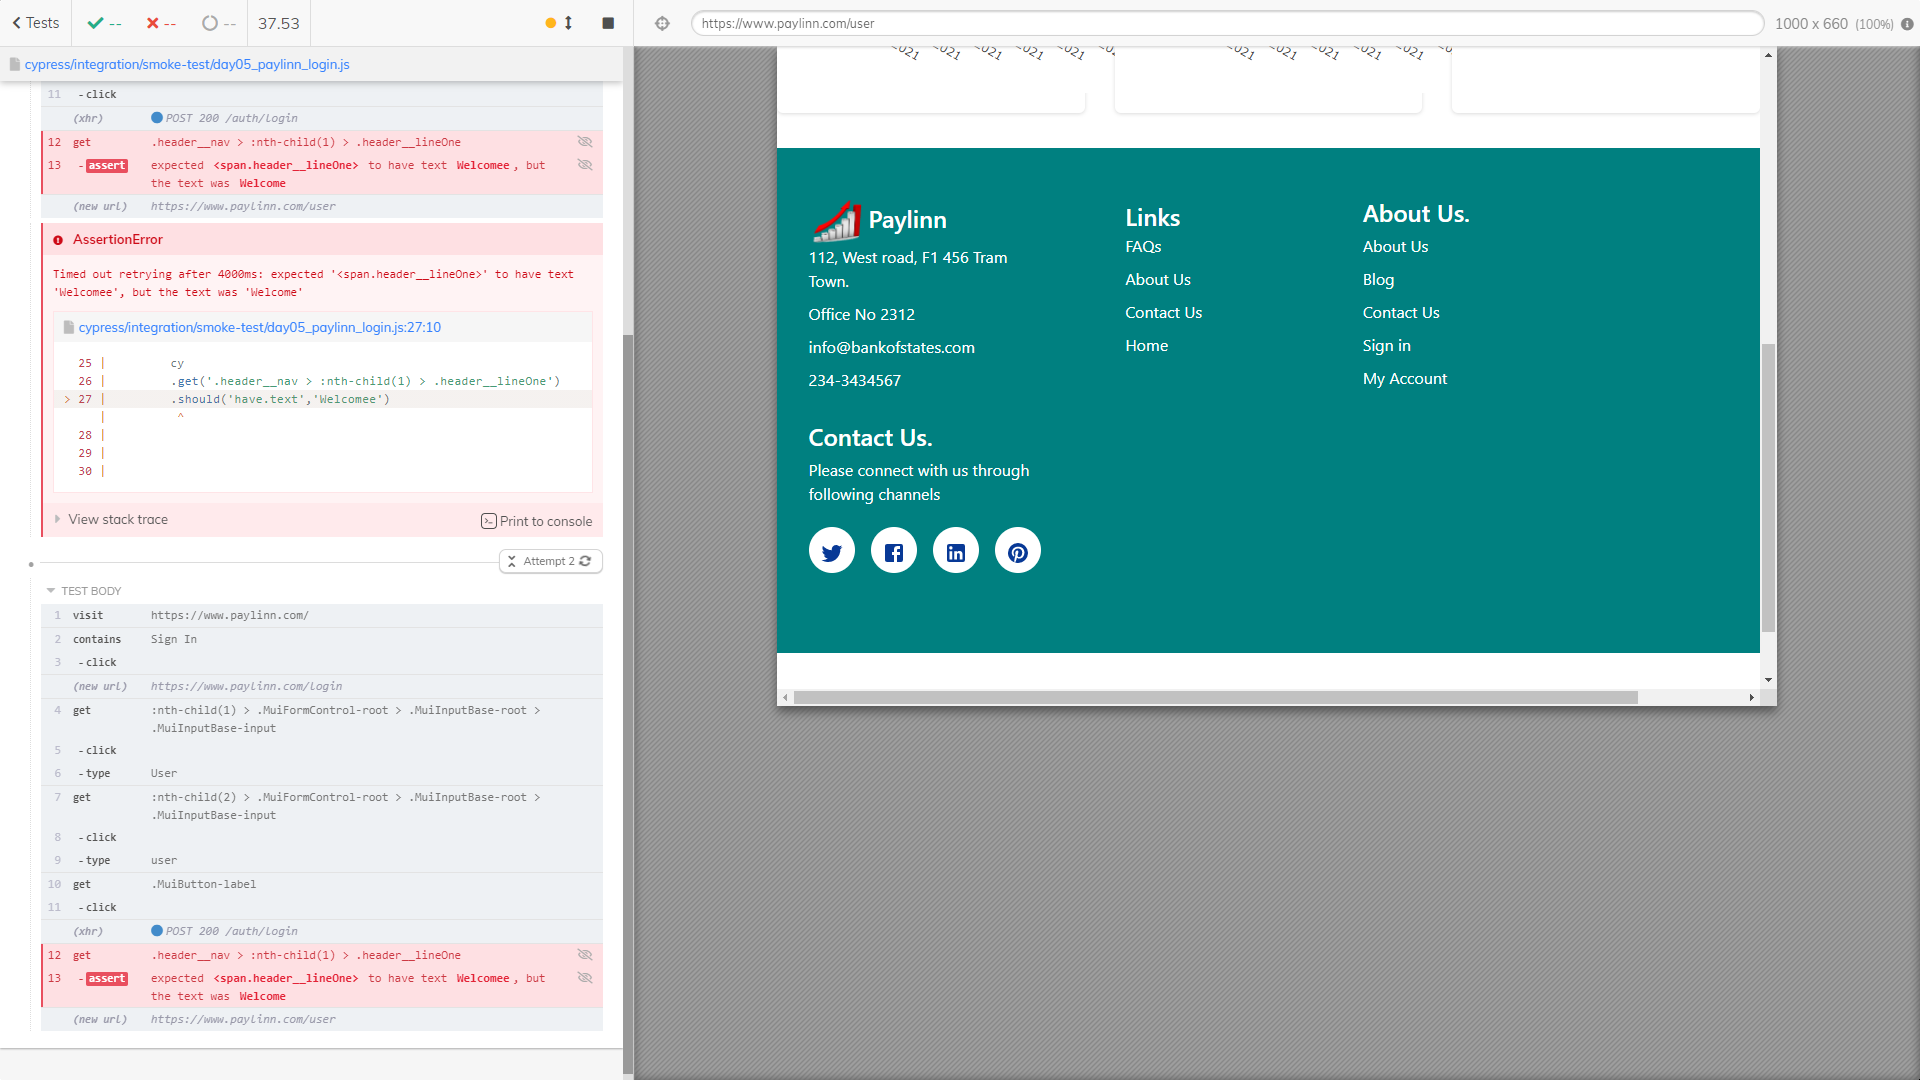 Tests
--
--
--
37.53
https://www.paylinn.com/user
1000 x 660 (100%)
cypress/integration/smoke-test/day05_paylinn_login.js
11 -click
(xhr) POST 200 /auth/login
12 get .header__nav > :nth-child(1) > .header__lineOne
13 -assert expected <span.header__lineOne> to have text Welcomee, but
the text was Welcome
(new url) https://www.paylinn.com/user
AssertionError
Timed out retrying after 4000ms: expected '<span.header__lineOne>' to have text
'Welcomee', but the text was 'Welcome'
cypress/integration/smoke-test/day05_paylinn_login.js:27:10
25 | cy
26 | .get('.header__nav > :nth-child(1) > .header__lineOne')
> 27 | .should('have.text','Welcomee')
| ^
28 |
29 |
30 |
View stack trace
Print to console
Attempt 2
TEST BODY
1 visit https://www.paylinn.com/
2 contains Sign In
3 -click
(new url) https://www.paylinn.com/login
4 get :nth-child(1) > .MuiFormControl-root > .MuiInputBase-root >
.MuiInputBase-input
5 -click
6 -type User
7 get :nth-child(2) > .MuiFormControl-root > .MuiInputBase-root >
.MuiInputBase-input
8 -click
9 -type user
10 get .MuiButton-label
11 -click
(xhr) POST 200 /auth/login
12 get .header__nav > :nth-child(1) > .header__lineOne
13 -assert expected <span.header__lineOne> to have text Welcomee, but
the text was Welcome
(new url) https://www.paylinn.com/user
Paylinn
112, West road, F1 456 Tram
Town.
Office No 2312
info@bankofstates.com
234-3434567
Contact Us.
Please connect with us through
following channels
Links
FAQs
About Us
Contact Us
Home
About Us.
About Us
Blog
Contact Us
Sign in
My Account